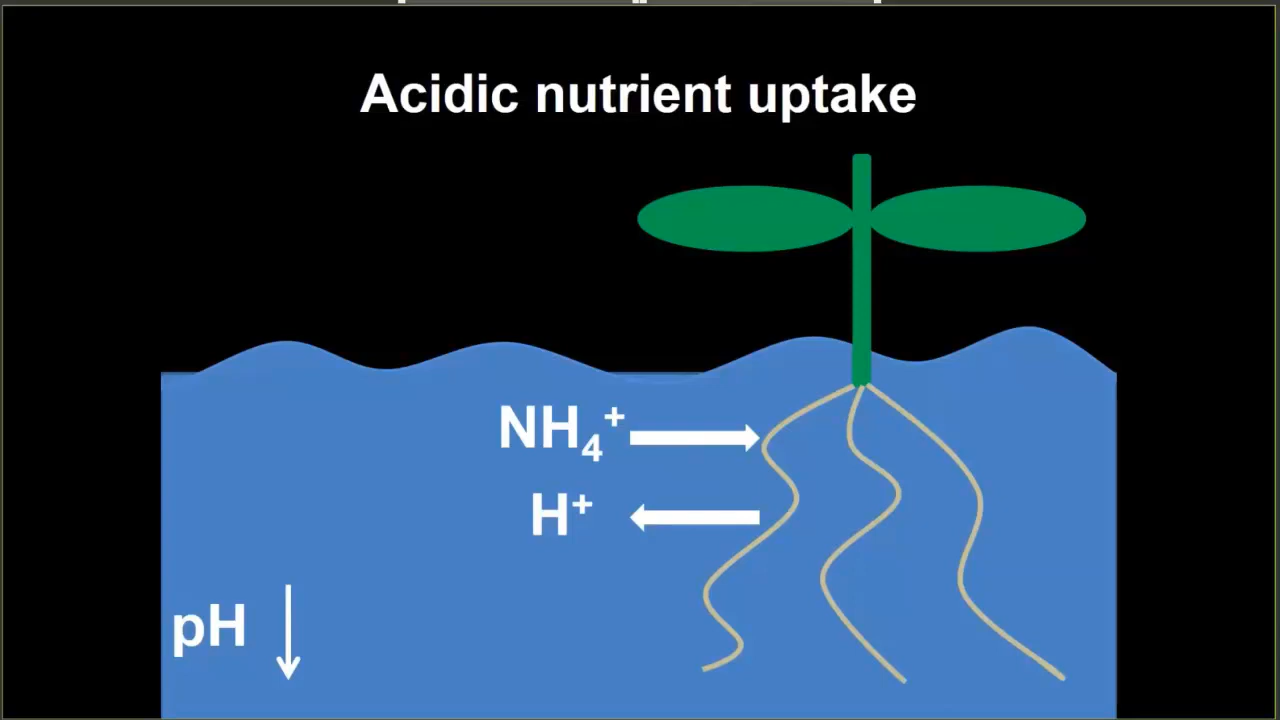 Acidic nutrient uptake
NH₄⁺
H⁺
pH